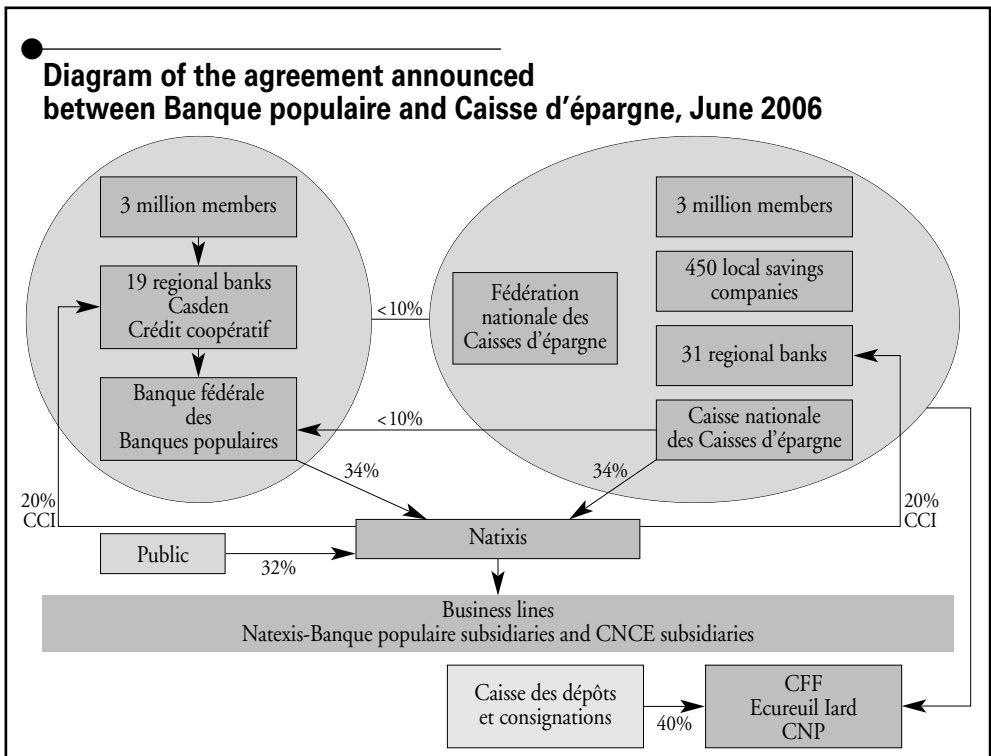 Diagram of the agreement announced
between Banque populaire and Caisse d'épargne, June 2006
3 million members
19 regional banks
Casden
Crédit coopératif
Banque fédérale
des
Banques populaires
<10%
<10%
Fédération
nationale des
Caisses d'épargne
3 million members
450 local savings
companies
31 regional banks
Caisse nationale
des Caisses d'épargne
34%
34%
20%
CCI
20%
CCI
Natixis
Public
32%
Business lines
Natexis-Banque populaire subsidiaries and CNCE subsidiaries
Caisse des dépôts
et consignations
40%
CFF
Ecureuil Iard
CNP